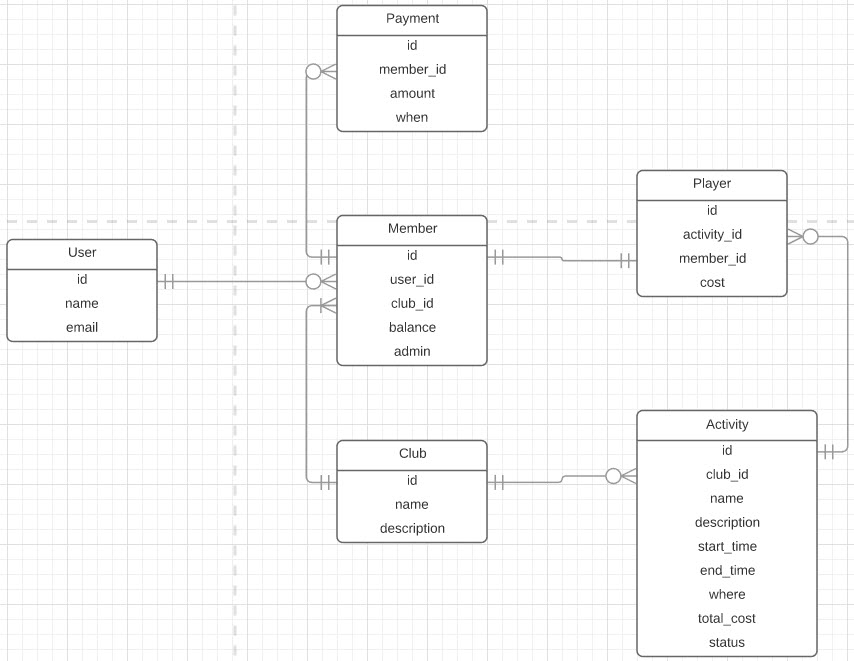 Payment
id
member_id
amount
when
Player
id
activity_id
member_id
cost
Member
id
user_id
club_id
balance
admin
User
id
name
email
Club
id
name
description
Activity
id
club_id
name
description
start_time
end_time
where
total_cost
status